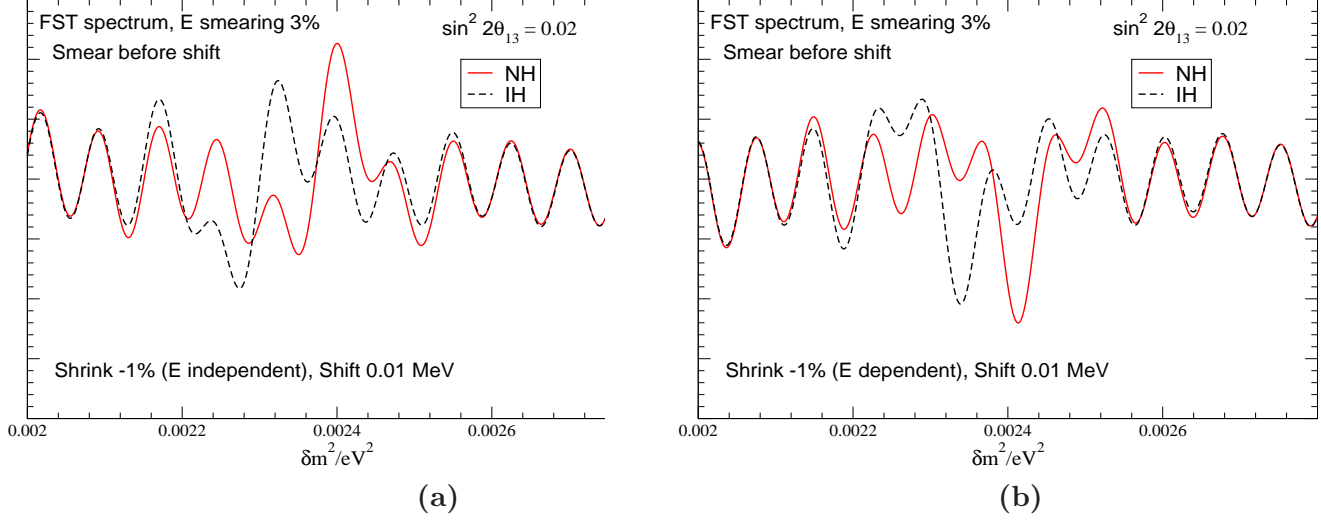 FST spectrum, E smearing 3%
sin² 2θ₁₃ = 0.02
Smear before shift
NH
IH
Shrink -1% (E independent), Shift 0.01 MeV
0.002
0.0022
0.0024
0.0026
δm²/eV²
(a)
FST spectrum, E smearing 3%
sin² 2θ₁₃ = 0.02
Smear before shift
NH
IH
Shrink -1% (E dependent), Shift 0.01 MeV
0.002
0.0022
0.0024
0.0026
δm²/eV²
(b)